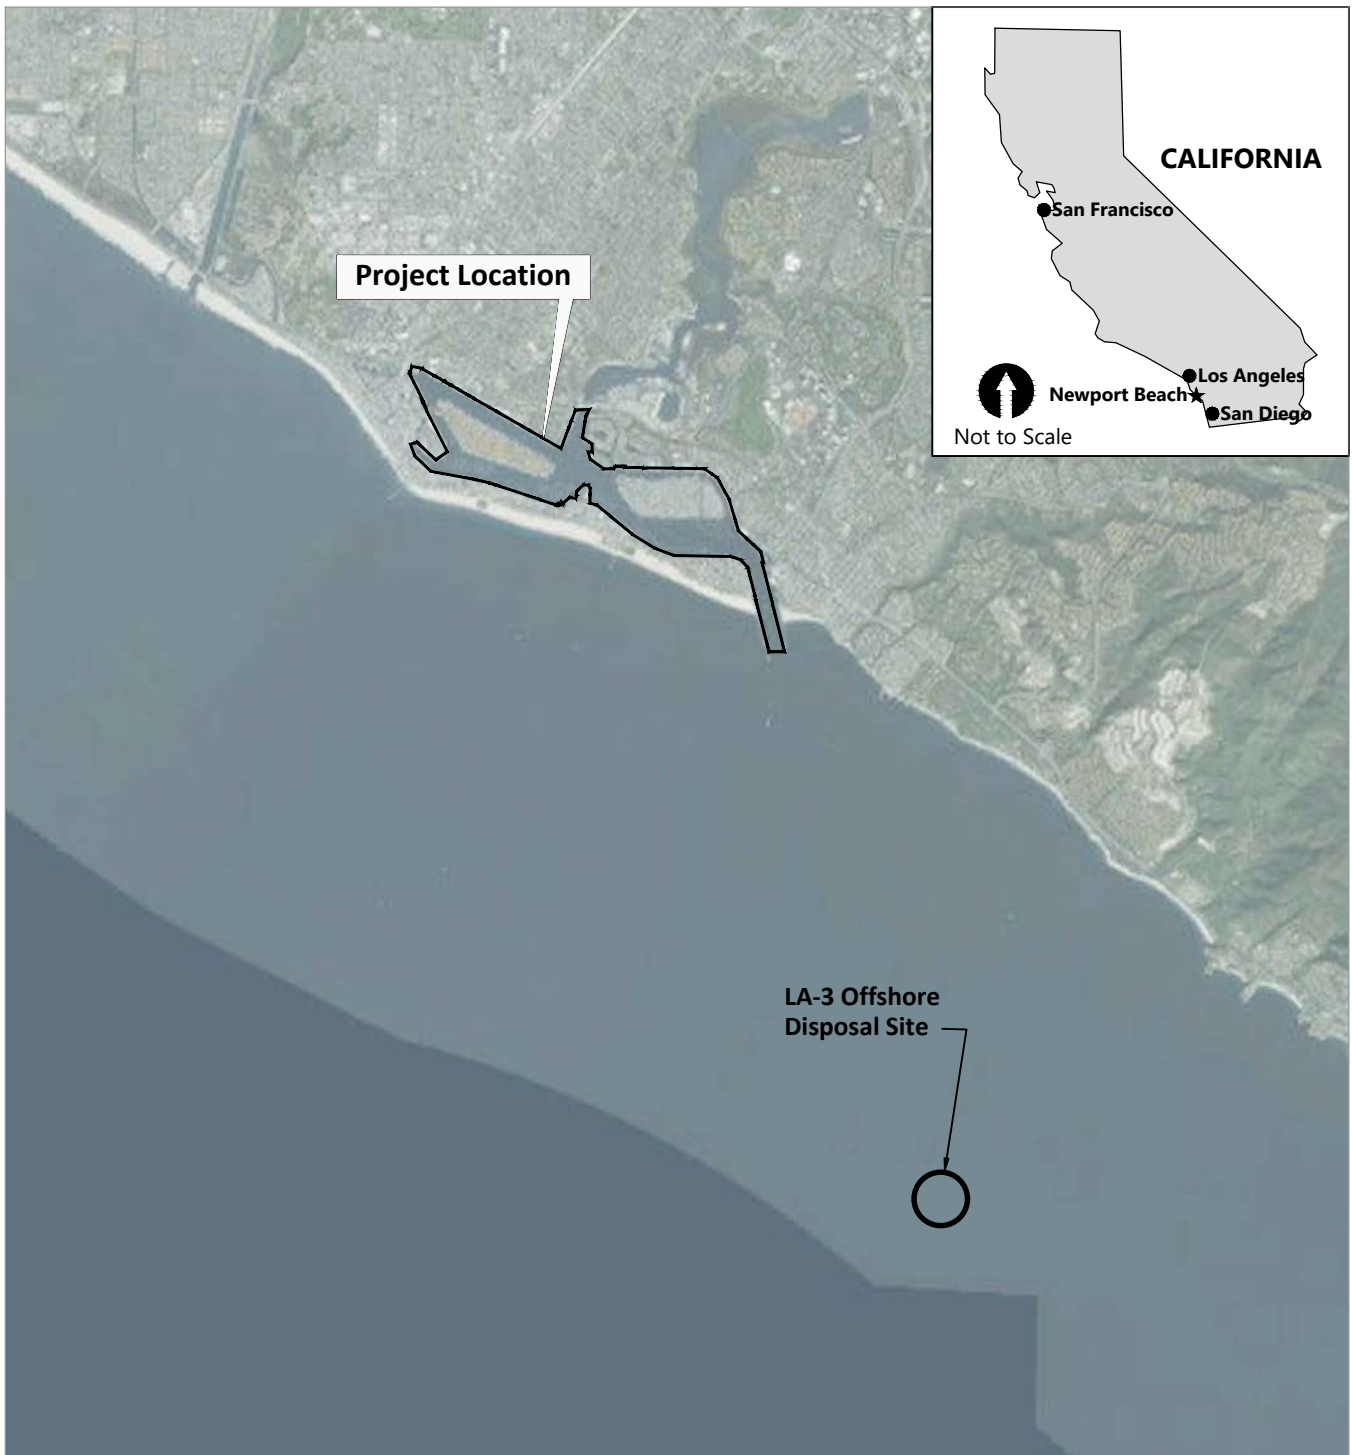 CALIFORNIA
San Francisco
Los Angeles
Newport Beach
San Diego
Not to Scale
Project Location
LA-3 Offshore
Disposal Site